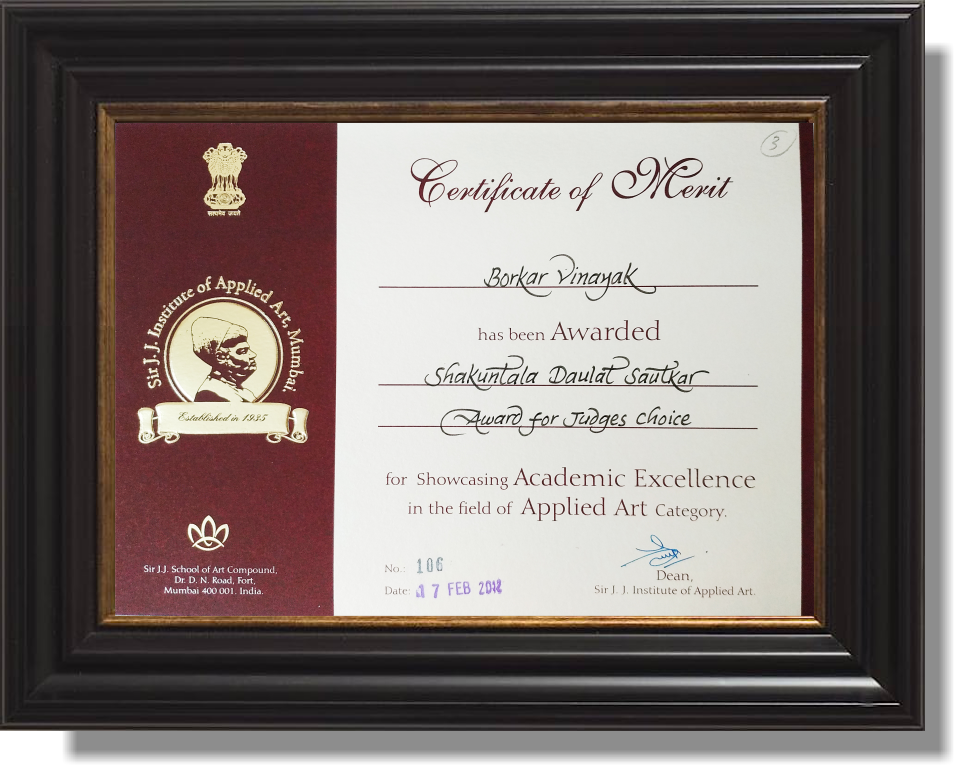 सत्यमेव जयते
Sir J. J. Institute of Applied Art, Mumbai
Established in 1935
Sir J.J. School of Art Compound,
Dr. D. N. Road, Fort,
Mumbai 400 001. India.
3
Certificate of Merit
Borkar Vinayak
has been Awarded
Shakuntala Daulat Sautkar
Award for Judges Choice
for Showcasing Academic Excellence
in the field of Applied Art Category.
No.: 106
Date: 17 FEB 2012
Dean,
Sir J. J. Institute of Applied Art.